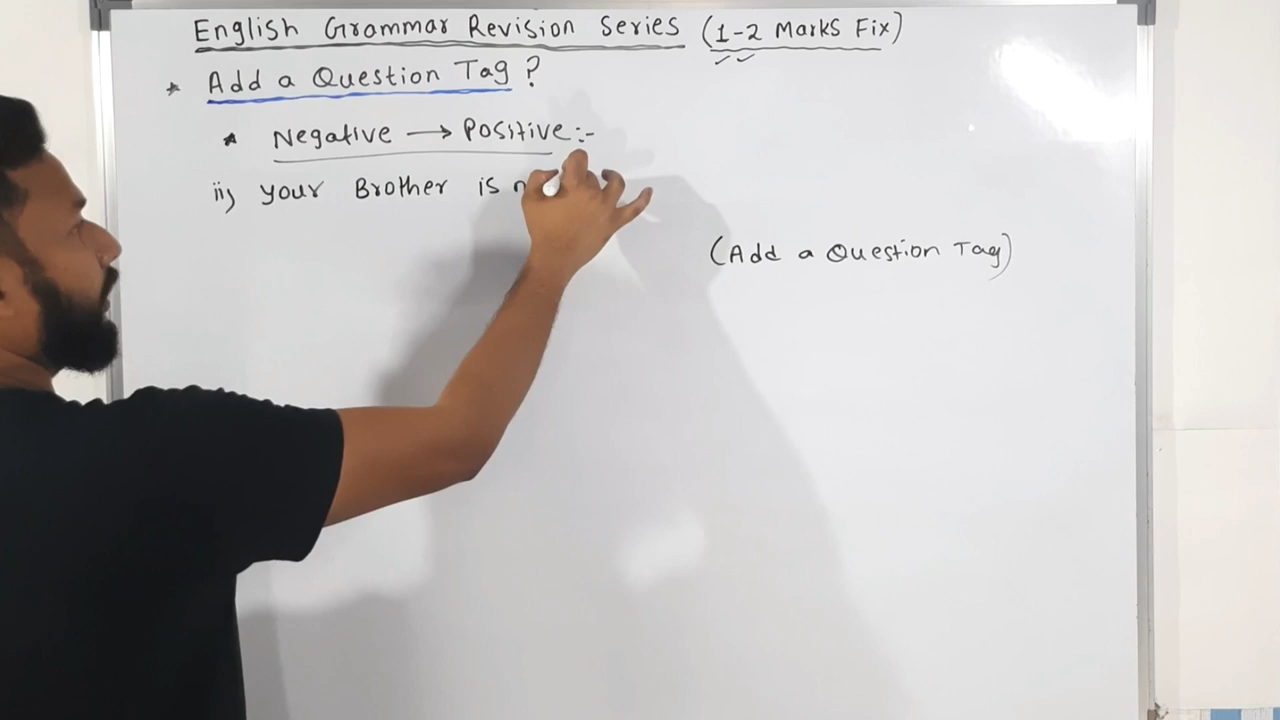 English Grammar Revision Series (1-2 Marks Fix)
* Add a Question Tag ?
* Negative → Positive :-
ii) your Brother is
(Add a Question Tag)